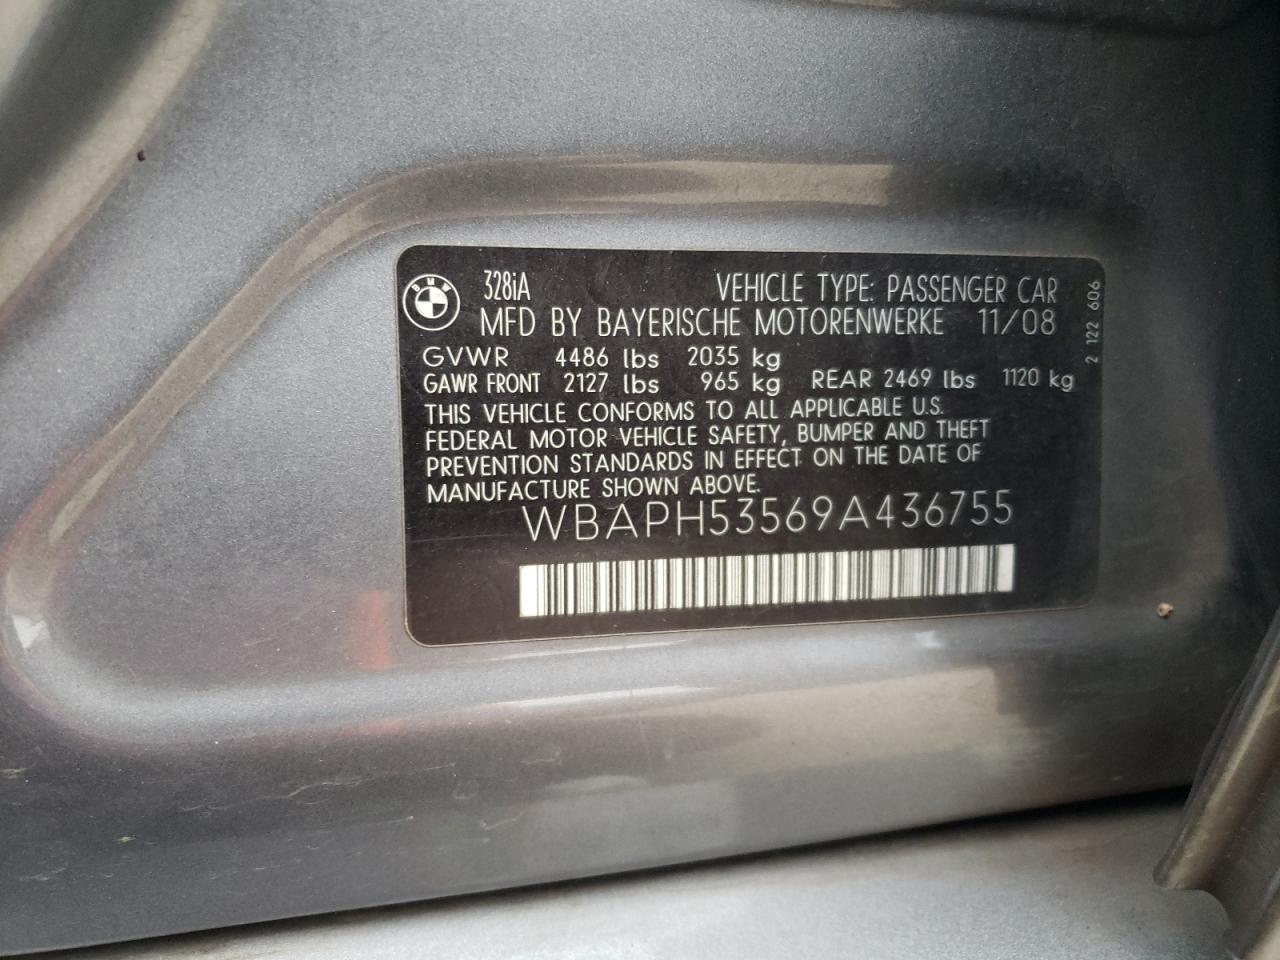 BMW
328iA VEHICLE TYPE: PASSENGER CAR
MFD BY BAYERISCHE MOTORENWERKE 11/08
GVWR 4486 lbs 2035 kg
GAWR FRONT 2127 lbs 965 kg REAR 2469 lbs 1120 kg
THIS VEHICLE CONFORMS TO ALL APPLICABLE U.S.
FEDERAL MOTOR VEHICLE SAFETY, BUMPER AND THEFT
PREVENTION STANDARDS IN EFFECT ON THE DATE OF
MANUFACTURE SHOWN ABOVE.
WBAPH53569A436755
2 122 606